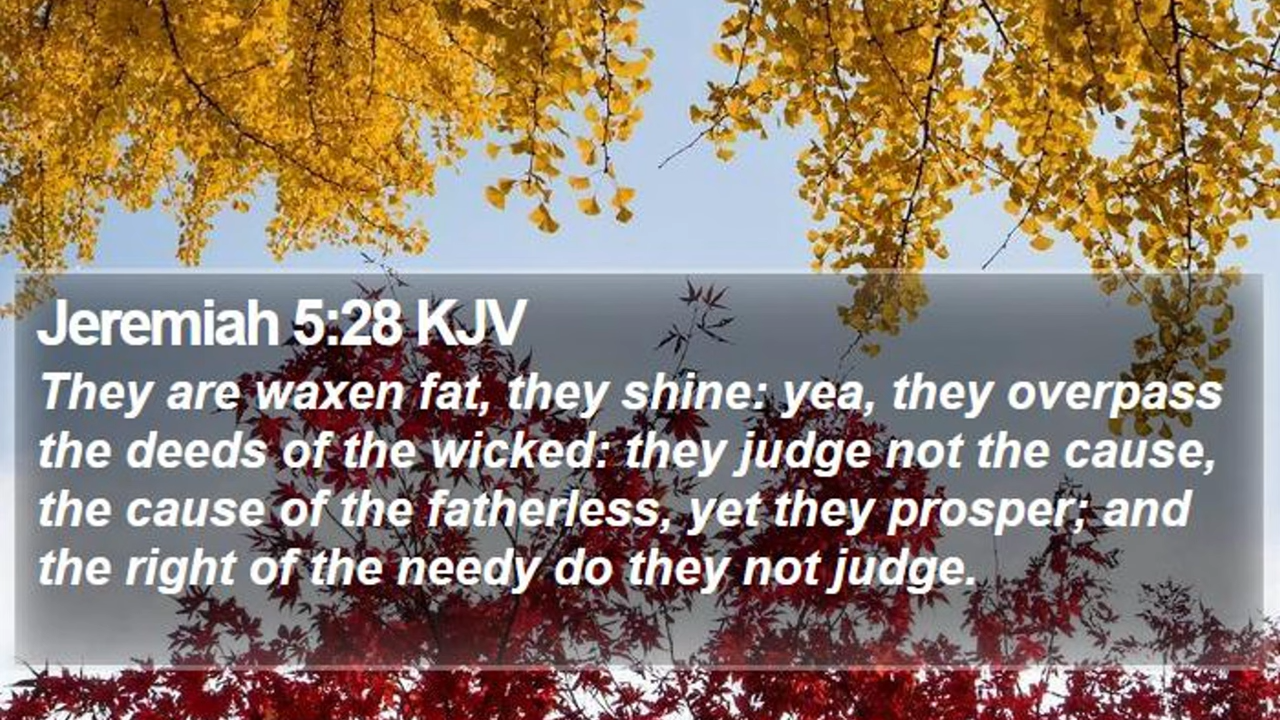 Jeremiah 5:28 KJV
They are waxen fat, they shine: yea, they overpass
the deeds of the wicked: they judge not the cause,
the cause of the fatherless, yet they prosper; and
the right of the needy do they not judge.